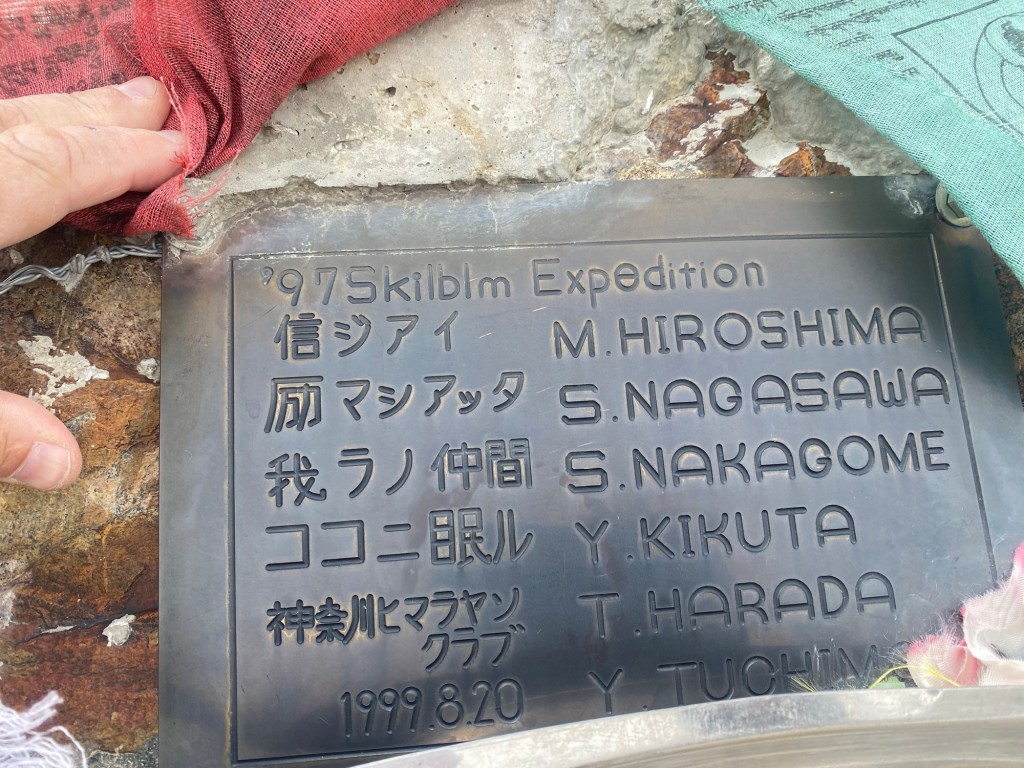 '97 Skilblm Expedition
信ジアイ M.HIROSHIMA
励マシアッタ S.NAGASAWA
我ラノ仲間 S.NAKAGOME
ココニ眠ル Y.KIKUTA
神奈川ヒマラヤン T.HARADA
クラブ
1999.8.20 Y.